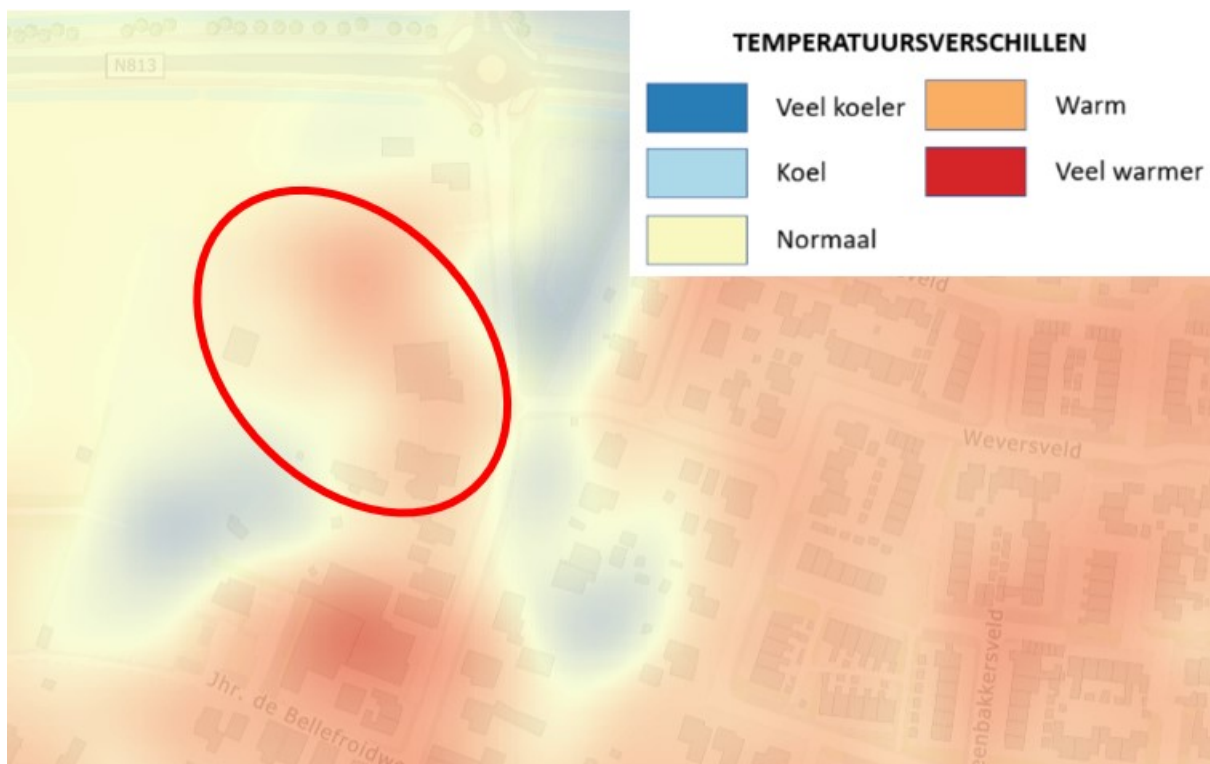 N813
TEMPERATUURSVERSCHILLEN
Veel koeler
Warm
Koel
Veel warmer
Normaal
Weversveld
Jhr. de Bellefroidw